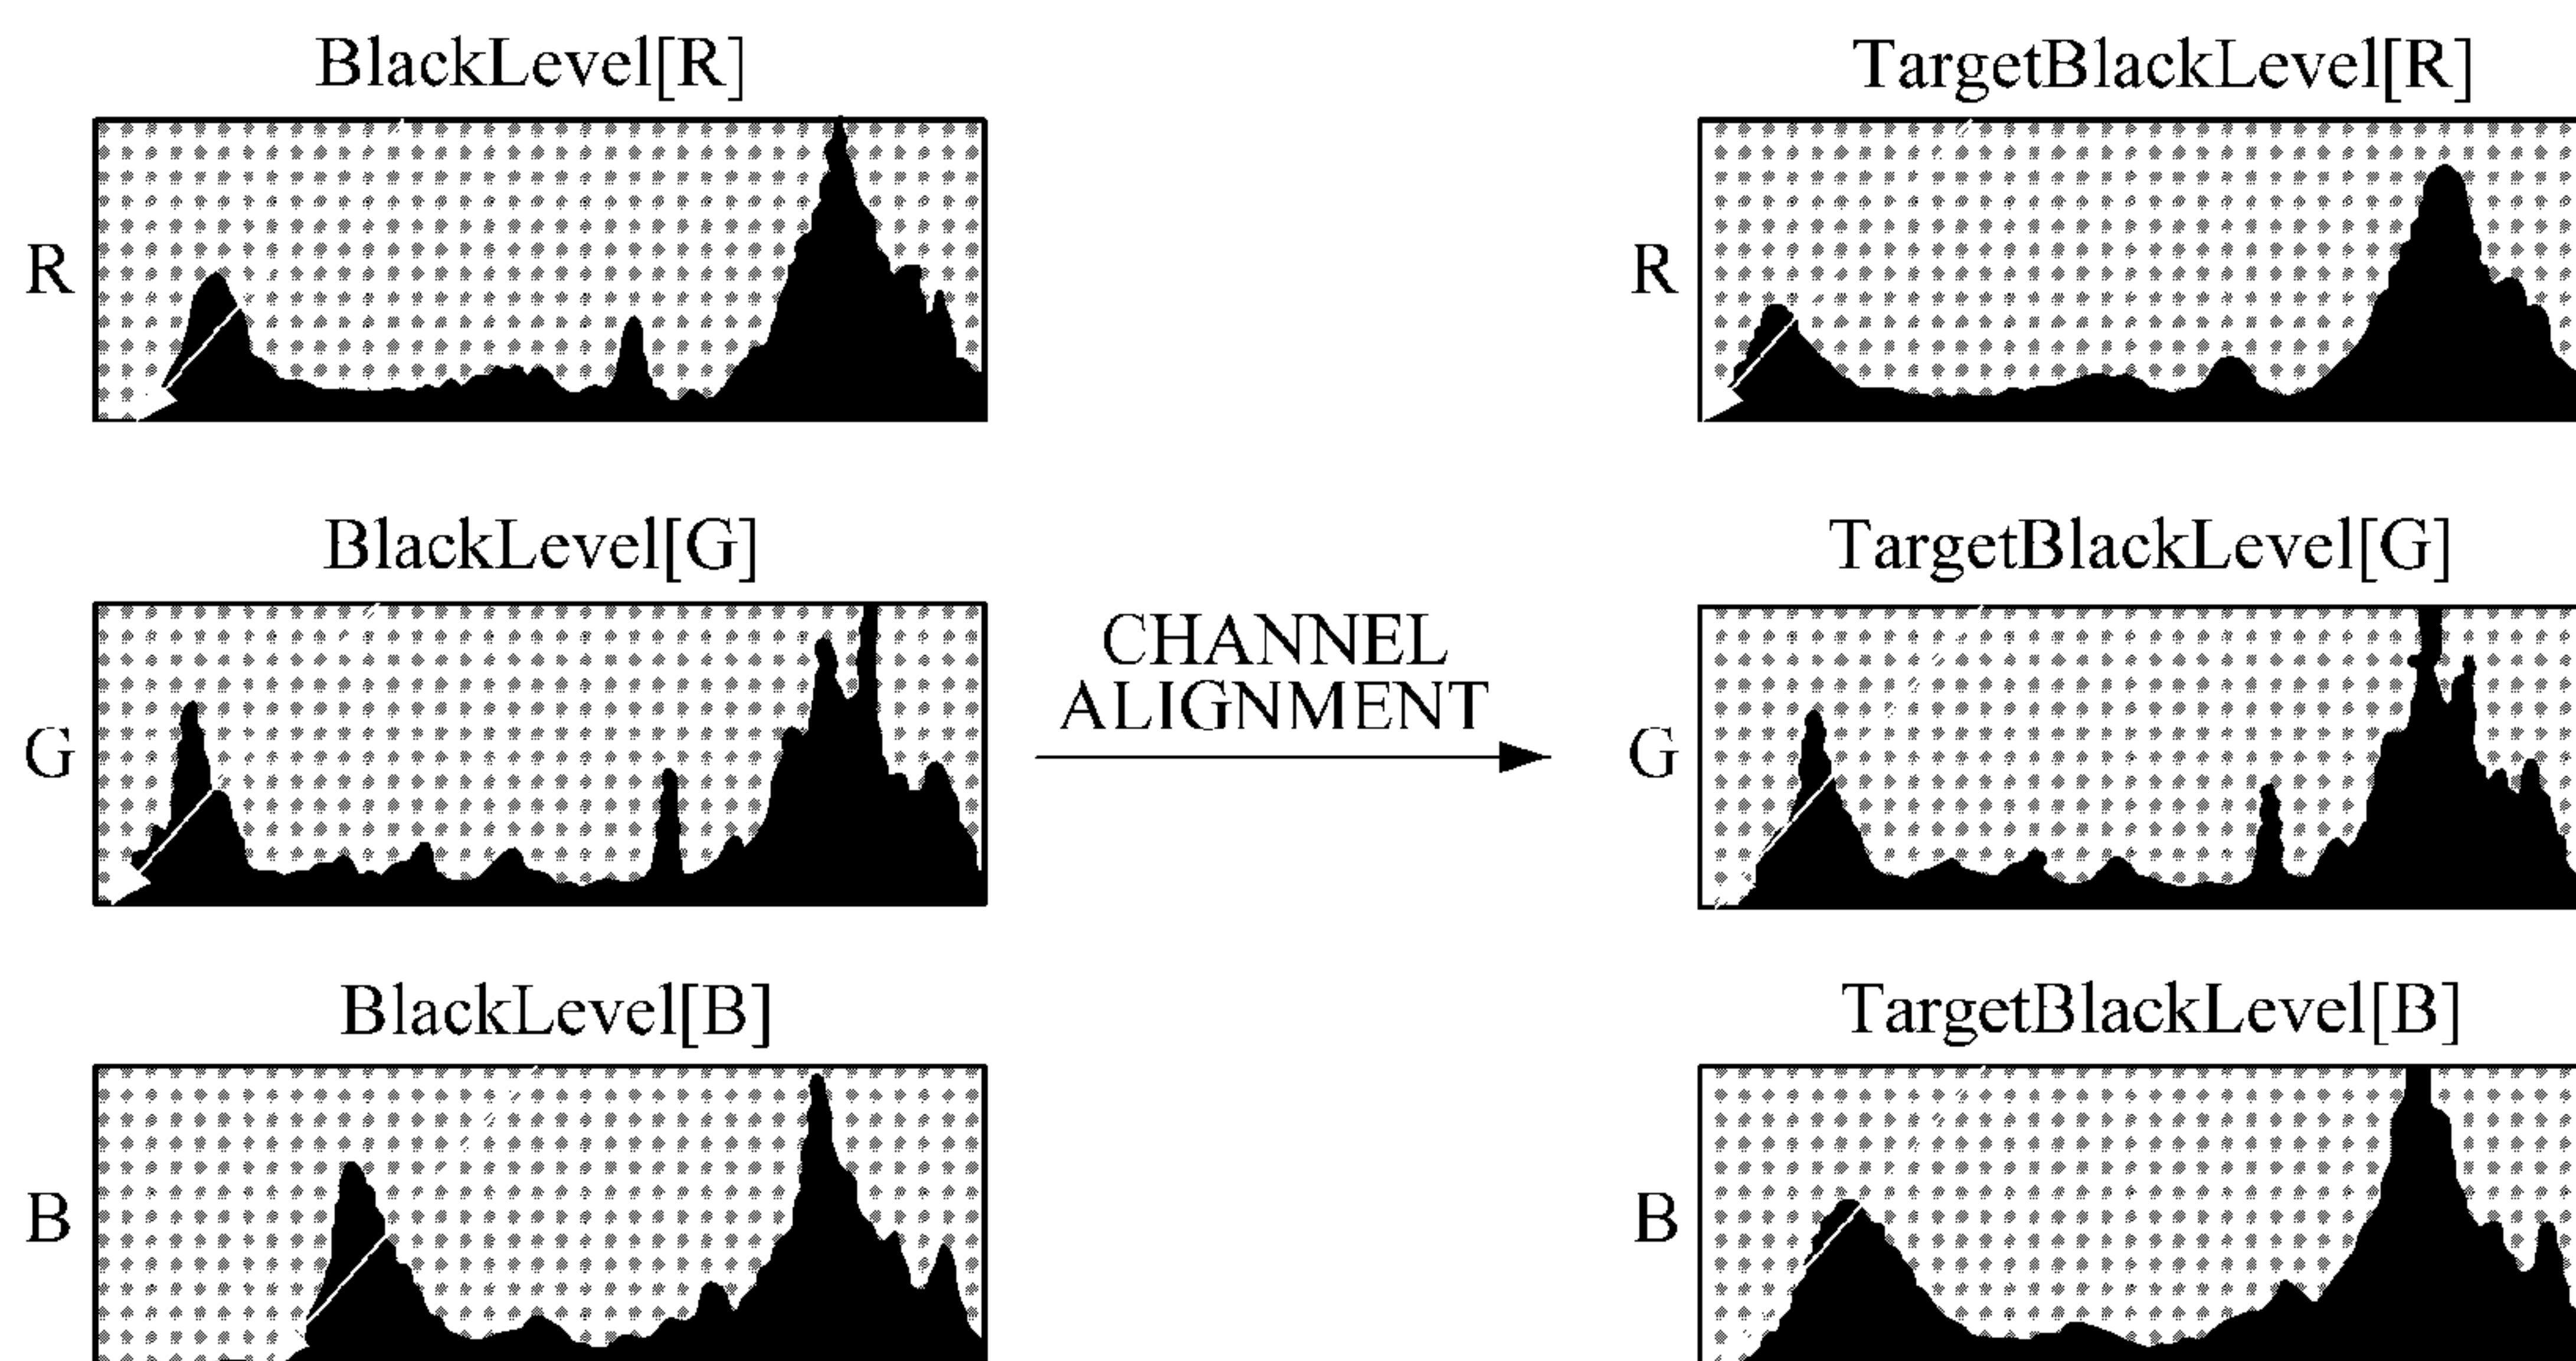 BlackLevel[R]
TargetBlackLevel[R]
R
R
BlackLevel[G]
TargetBlackLevel[G]
G
CHANNEL
ALIGNMENT
G
BlackLevel[B]
TargetBlackLevel[B]
B
B